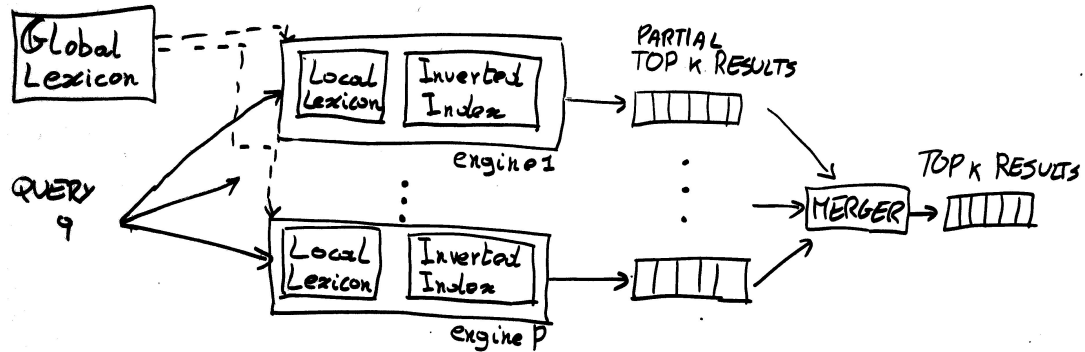 Global
Lexicon
Local
Lexicon
Inverted
Index
engine 1
PARTIAL
TOP K RESULTS
QUERY
q
Local
Lexicon
Inverted
Index
engine P
MERGER
TOP K RESULTS